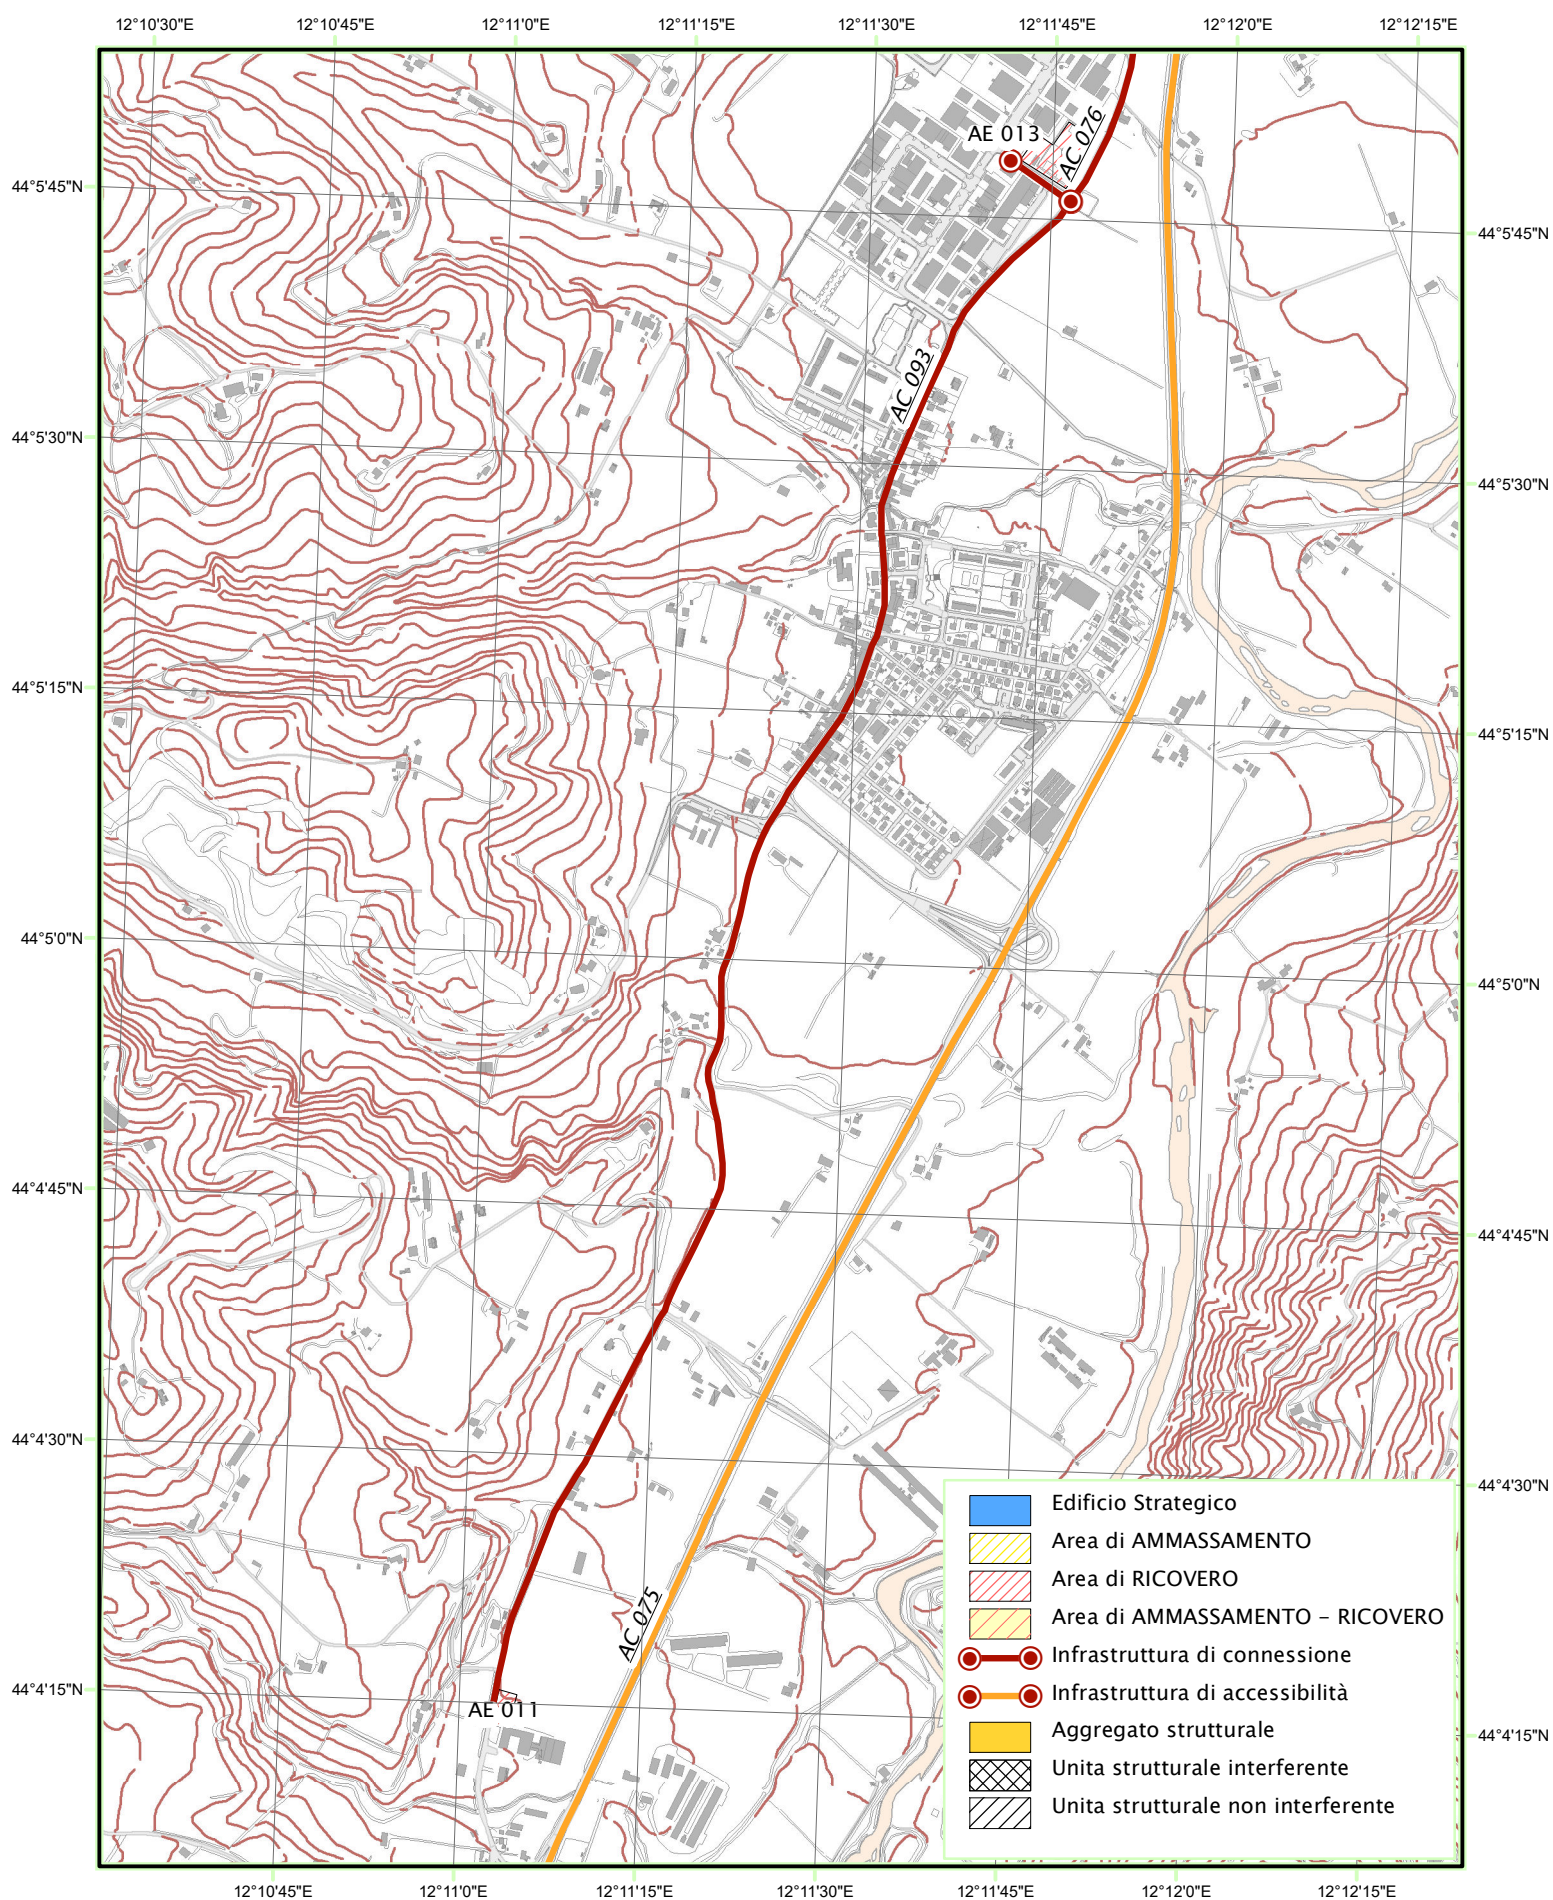 12°10'30"E 12°10'45"E 12°11'0"E 12°11'15"E 12°11'30"E 12°11'45"E 12°12'0"E 12°12'15"E
AE 013
AC 076
44°5'45"N
44°5'45"N
AC 093
44°5'30"N
44°5'30"N
44°5'15"N
44°5'15"N
44°5'0"N
44°5'0"N
44°4'45"N
44°4'45"N
44°4'30"N
44°4'30"N
AC 075
44°4'15"N
AE 011
44°4'15"N
Edificio Strategico
Area di AMMASSAMENTO
Area di RICOVERO
Area di AMMASSAMENTO - RICOVERO
Infrastruttura di connessione
Infrastruttura di accessibilità
Aggregato strutturale
Unita strutturale interferente
Unita strutturale non interferente
12°10'45"E 12°11'0"E 12°11'15"E 12°11'30"E 12°11'45"E 12°12'0"E 12°12'15"E